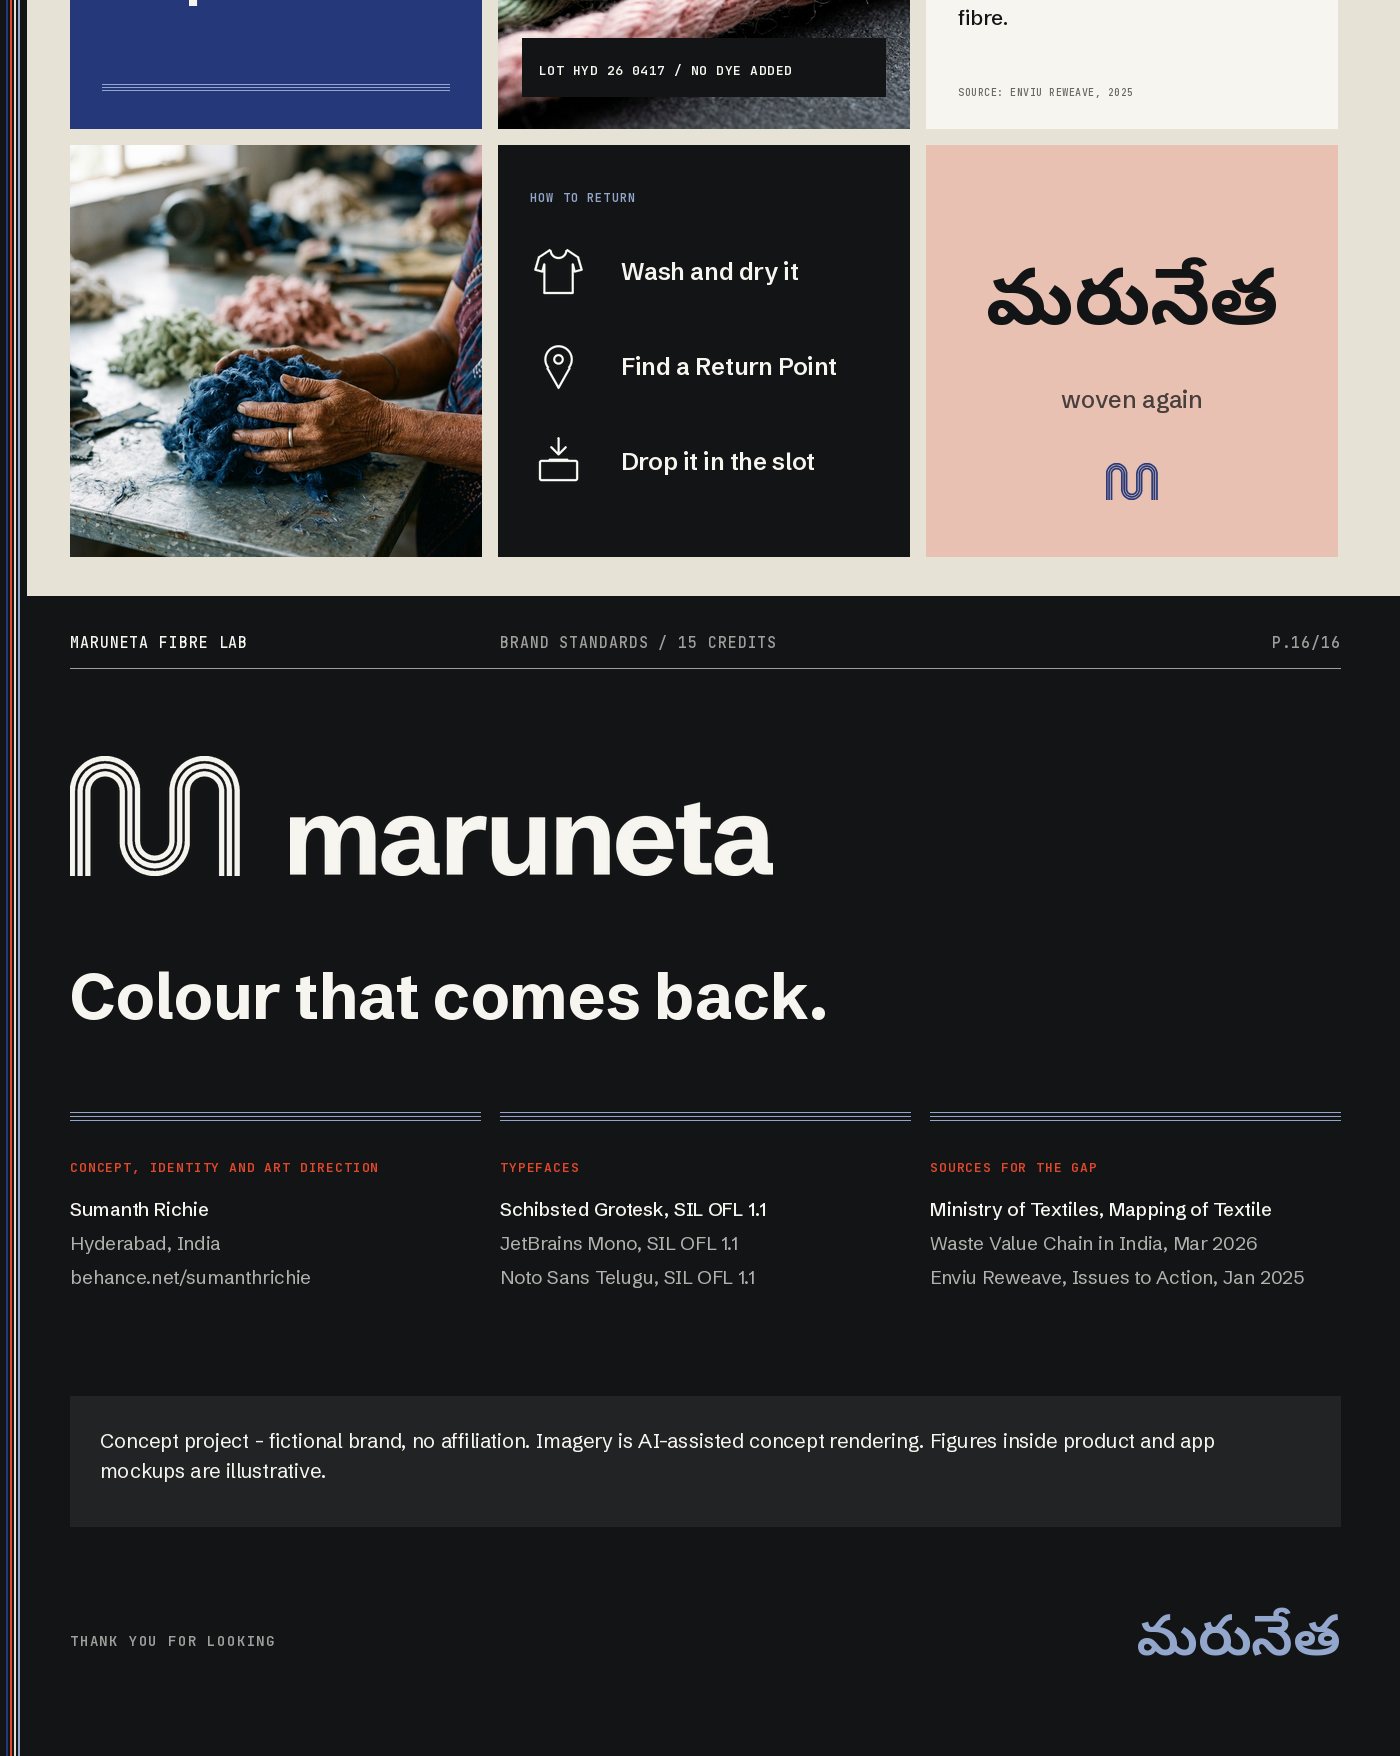 fibre.
LOT HYD 26 0417 / NO DYE ADDED
SOURCE: ENVIU REWEAVE, 2025
HOW TO RETURN
Wash and dry it
Find a Return Point
Drop it in the slot
మరునేత
woven again
MARUNETA FIBRE LAB
BRAND STANDARDS / 15 CREDITS
P.16/16
maruneta
Colour that comes back.
CONCEPT, IDENTITY AND ART DIRECTION
Sumanth Richie
Hyderabad, India
behance.net/sumanthrichie
TYPEFACES
Schibsted Grotesk, SIL OFL 1.1
JetBrains Mono, SIL OFL 1.1
Noto Sans Telugu, SIL OFL 1.1
SOURCES FOR THE GAP
Ministry of Textiles, Mapping of Textile
Waste Value Chain in India, Mar 2026
Enviu Reweave, Issues to Action, Jan 2025
Concept project - fictional brand, no affiliation. Imagery is AI-assisted concept rendering. Figures inside product and app
mockups are illustrative.
THANK YOU FOR LOOKING
మరునేత